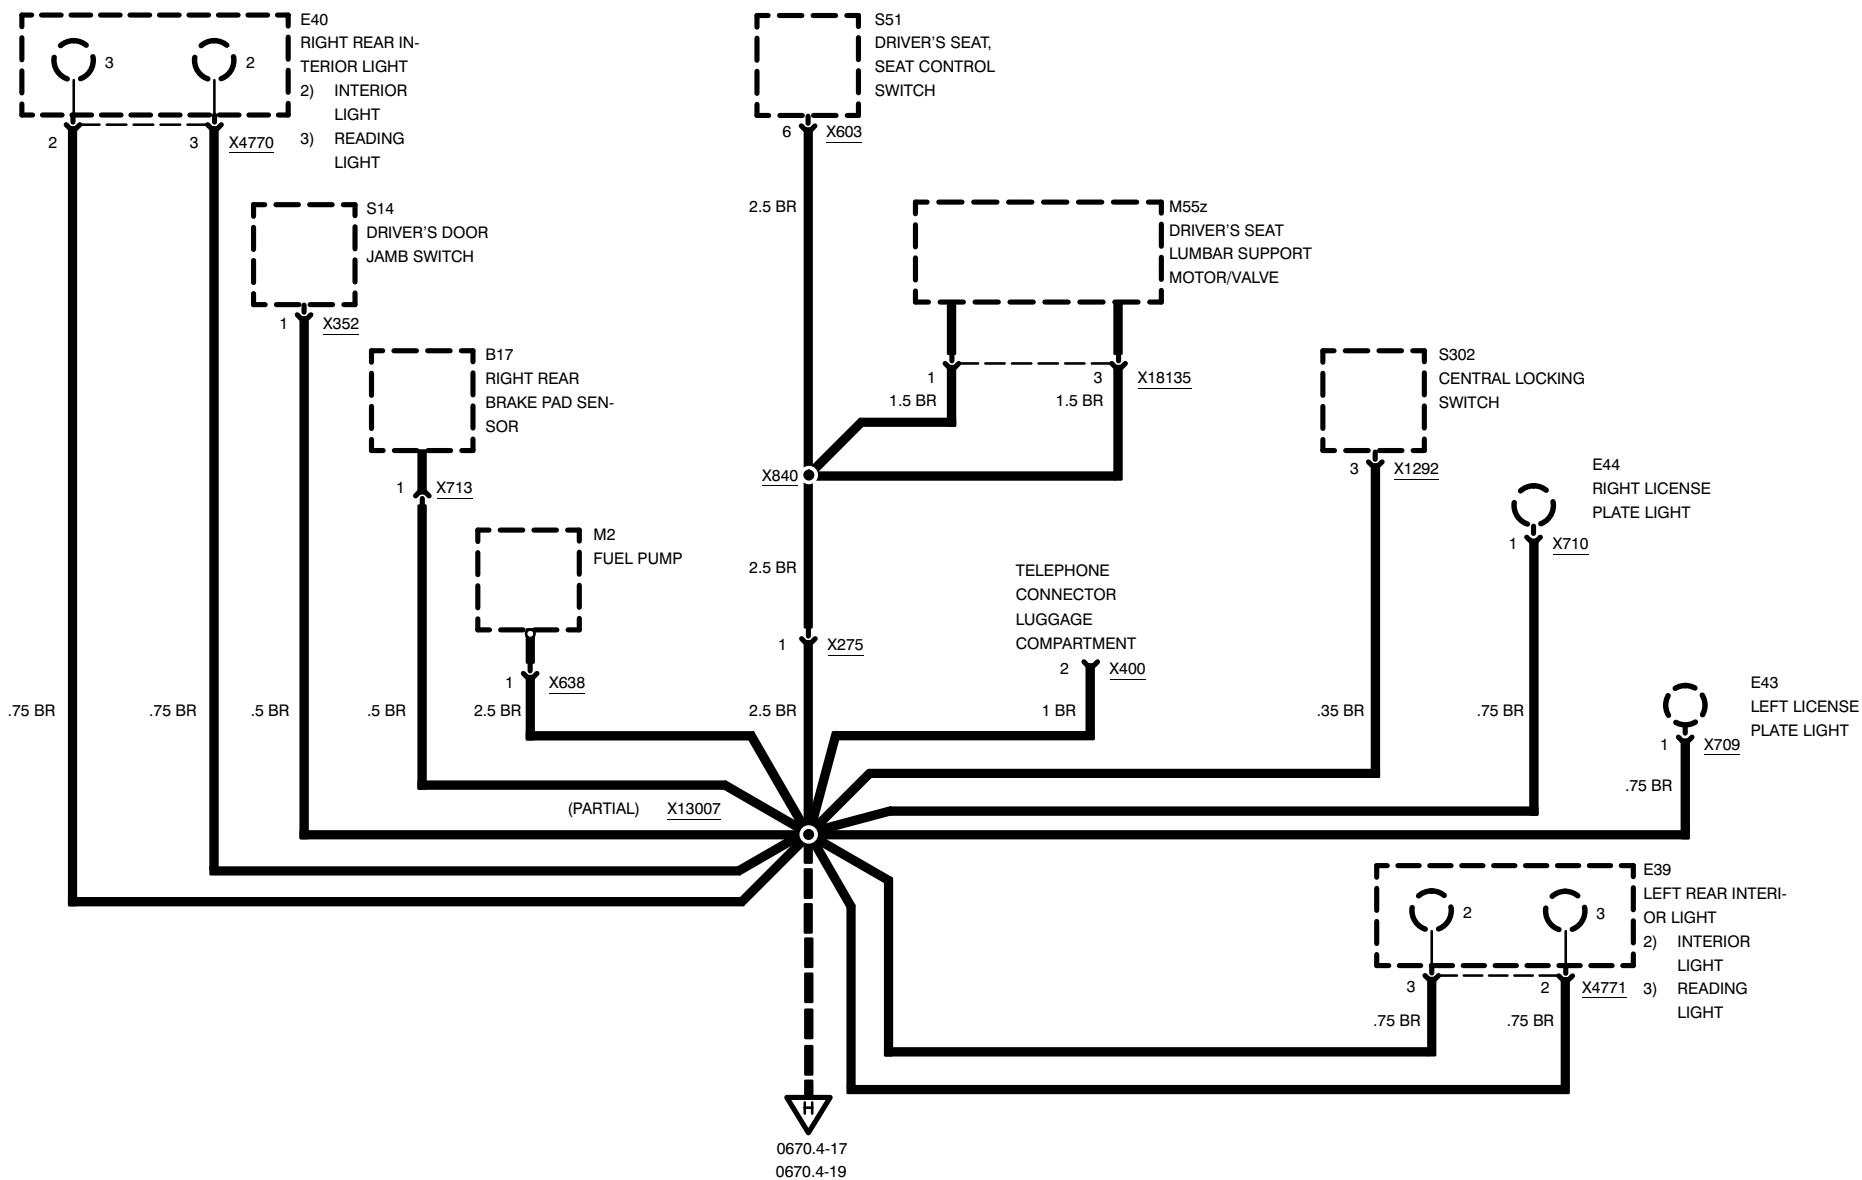 E40
RIGHT REAR IN-
TERIOR LIGHT
2) INTERIOR
LIGHT
3) READING
LIGHT
3
2
2
3
X4770
S51
DRIVER'S SEAT,
SEAT CONTROL
SWITCH
6
X603
2.5 BR
S14
DRIVER'S DOOR
JAMB SWITCH
1
X352
M55z
DRIVER'S SEAT
LUMBAR SUPPORT
MOTOR/VALVE
1
3
X18135
1.5 BR
1.5 BR
B17
RIGHT REAR
BRAKE PAD SEN-
SOR
1
X713
X840
S302
CENTRAL LOCKING
SWITCH
3
X1292
E44
RIGHT LICENSE
PLATE LIGHT
1
X710
M2
FUEL PUMP
1
X638
2.5 BR
1
X275
TELEPHONE
CONNECTOR
LUGGAGE
COMPARTMENT
2
X400
E43
LEFT LICENSE
PLATE LIGHT
1
X709
.75 BR
.75 BR
.75 BR
.5 BR
.5 BR
2.5 BR
2.5 BR
1 BR
.35 BR
.75 BR
(PARTIAL)
X13007
E39
LEFT REAR INTERI-
OR LIGHT
2) INTERIOR
LIGHT
3) READING
LIGHT
2
3
3
2
X4771
.75 BR
.75 BR
H
0670.4-17
0670.4-19